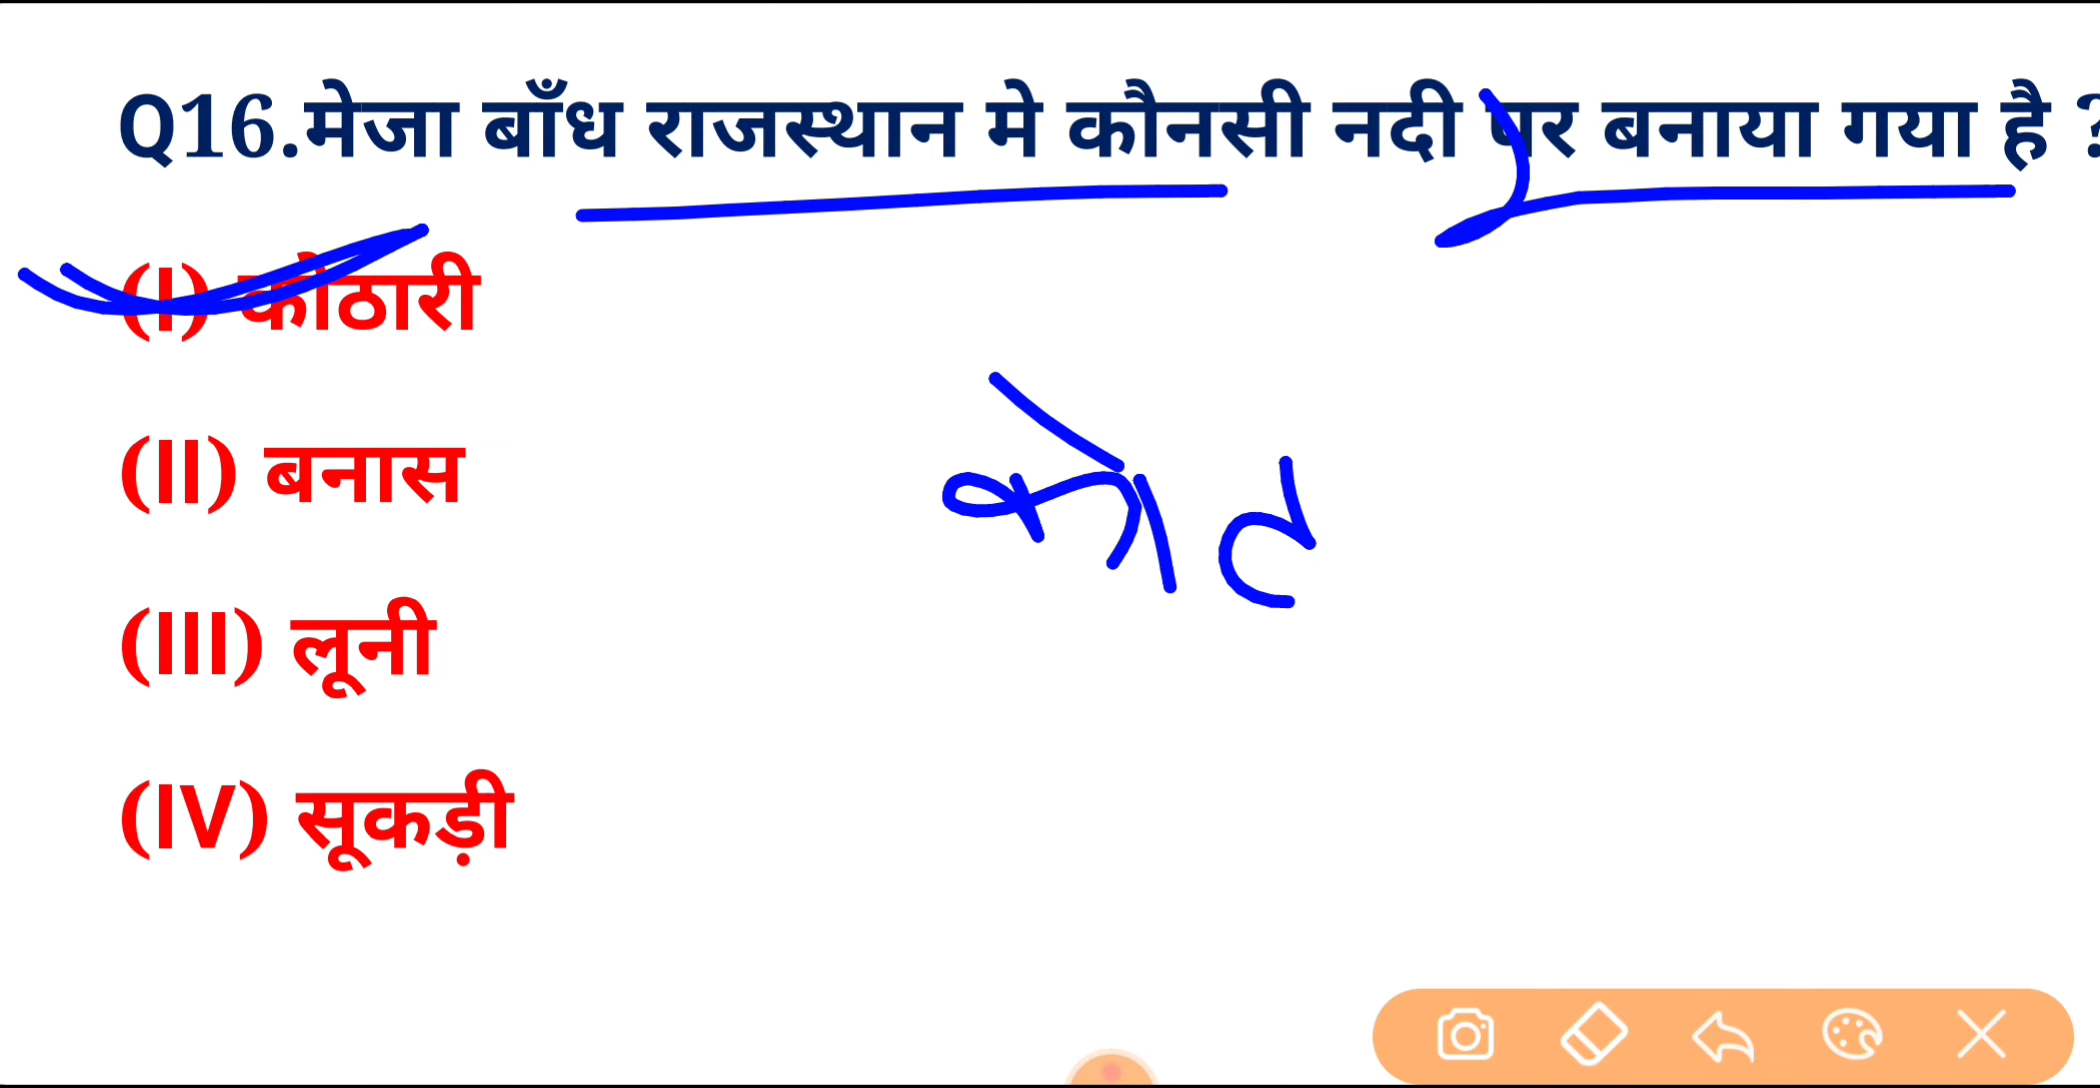 Q16.मेजा बाँध राजस्थान मे कौनसी नदी पर बनाया गया है ?
(I) कोठारी
(II) बनास
(III) लूनी
(IV) सूकड़ी